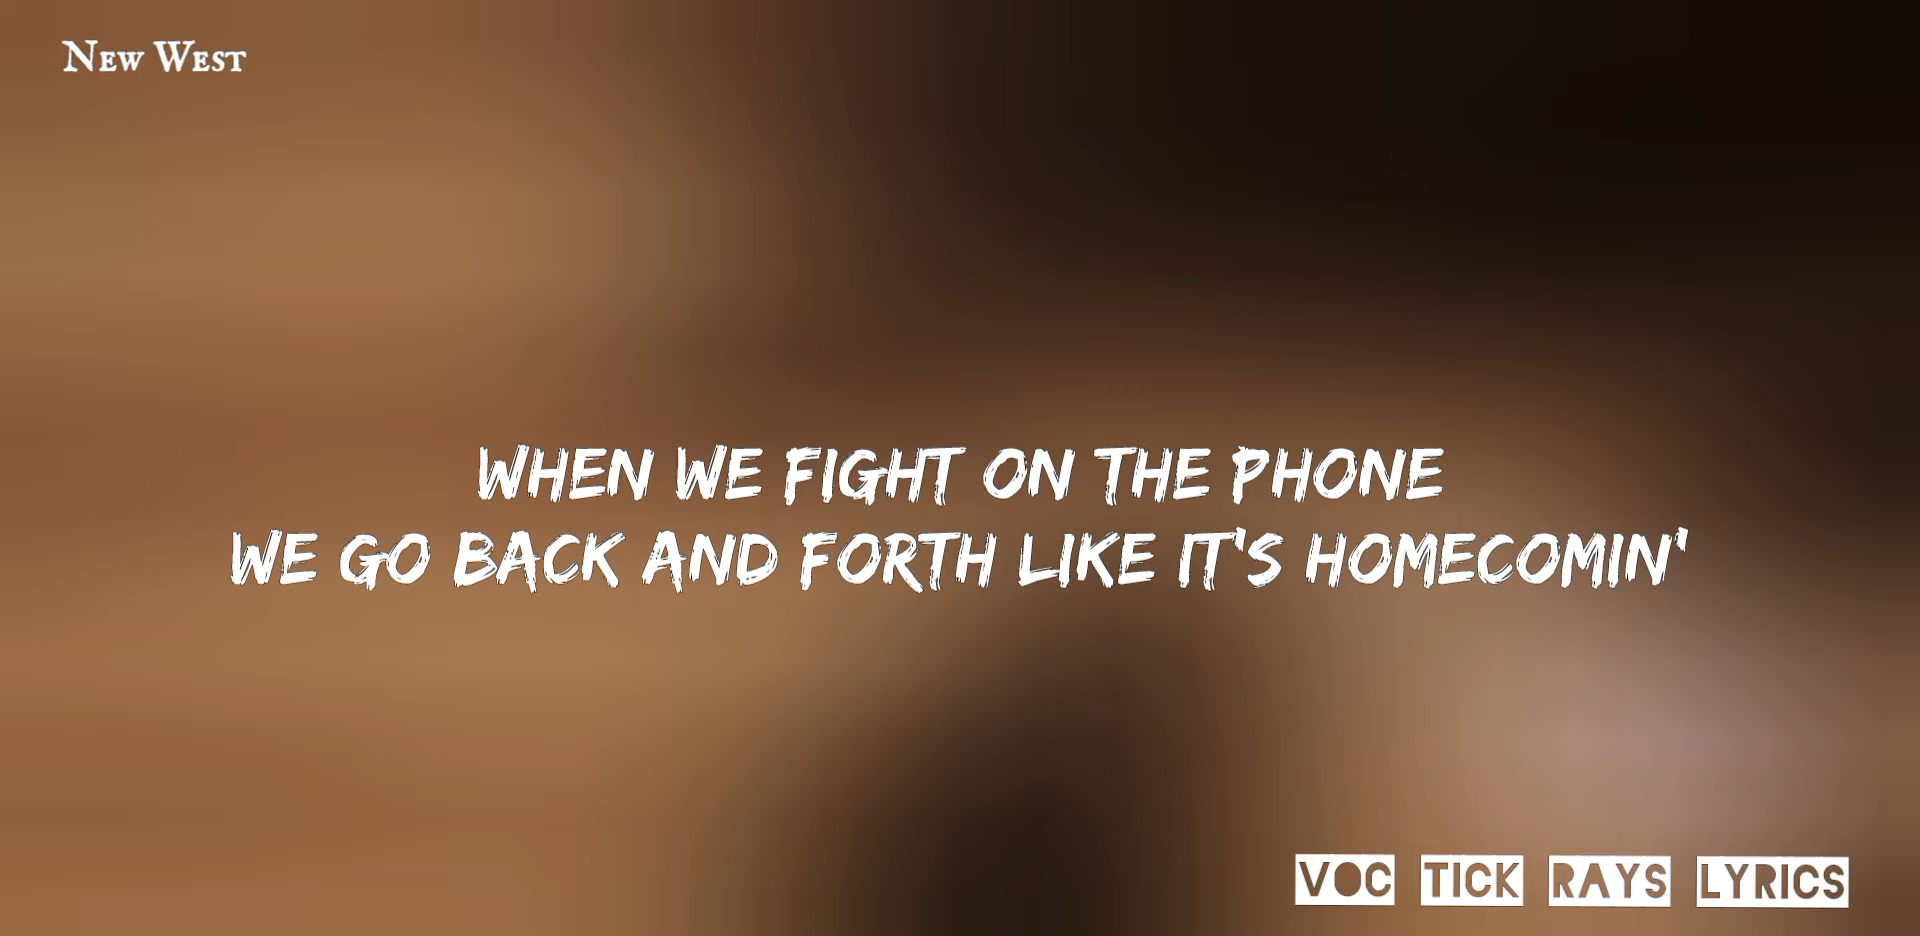 New West
WHEN WE FIGHT ON THE PHONE
WE GO BACK AND FORTH LIKE IT'S HOMECOMIN'
VOC TICK RAYS LYRICS